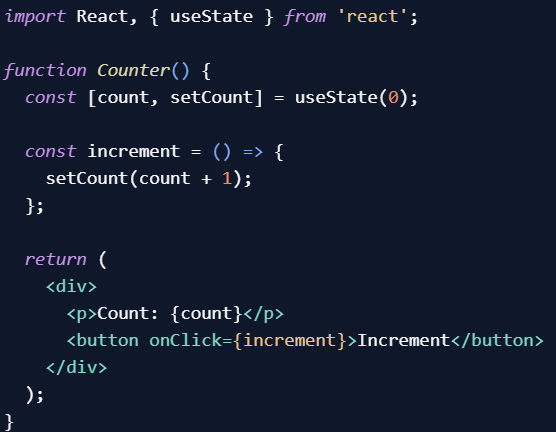 import React, { useState } from 'react';

function Counter() {
  const [count, setCount] = useState(0);

  const increment = () => {
    setCount(count + 1);
  };

  return (
    <div>
      <p>Count: {count}</p>
      <button onClick={increment}>Increment</button>
    </div>
  );
}